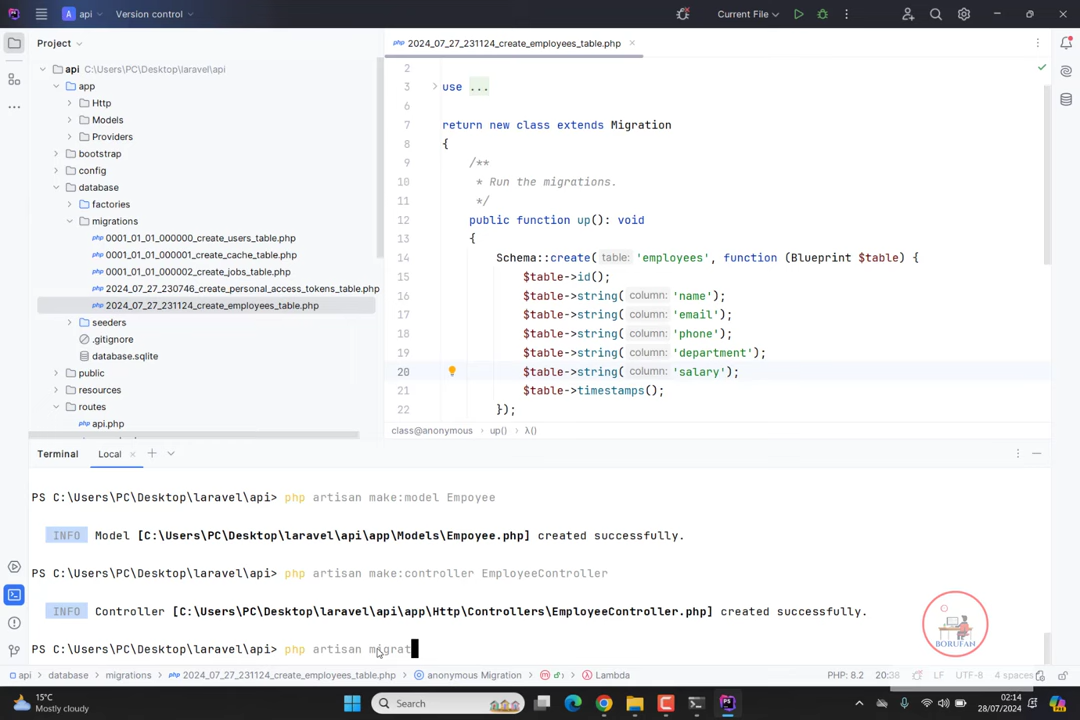 api
Version control
Current File
Project
2024_07_27_231124_create_employees_table.php
api C:\Users\PC\Desktop\laravel\api
app
Http
Models
Providers
bootstrap
config
database
factories
migrations
php 0001_01_01_000000_create_users_table.php
php 0001_01_01_000001_create_cache_table.php
php 0001_01_01_000002_create_jobs_table.php
php 2024_07_27_230746_create_personal_access_tokens_table.php
php 2024_07_27_231124_create_employees_table.php
seeders
.gitignore
database.sqlite
public
resources
routes
php api.php
2
3 use ...
6
7 return new class extends Migration
8 {
9 /**
10 * Run the migrations.
11 */
12 public function up(): void
13 {
14 Schema::create( table: 'employees', function (Blueprint $table) {
15 $table->id();
16 $table->string( column: 'name');
17 $table->string( column: 'email');
18 $table->string( column: 'phone');
19 $table->string( column: 'department');
20 $table->string( column: 'salary');
21 $table->timestamps();
22 });
class@anonymous › up() › λ()
Terminal Local
PS C:\Users\PC\Desktop\laravel\api> php artisan make:model Empoyee
INFO Model [C:\Users\PC\Desktop\laravel\api\app\Models\Empoyee.php] created successfully.
PS C:\Users\PC\Desktop\laravel\api> php artisan make:controller EmployeeController
INFO Controller [C:\Users\PC\Desktop\laravel\api\app\Http\Controllers\EmployeeController.php] created successfully.
PS C:\Users\PC\Desktop\laravel\api> php artisan migrat
BORUFAN
api › database › migrations › php 2024_07_27_231124_create_employees_table.php › anonymous Migration › up() › Lambda
PHP: 8.2 20:38 LF UTF-8 4 spaces
15°C
Mostly cloudy
Search
02:14
28/07/2024